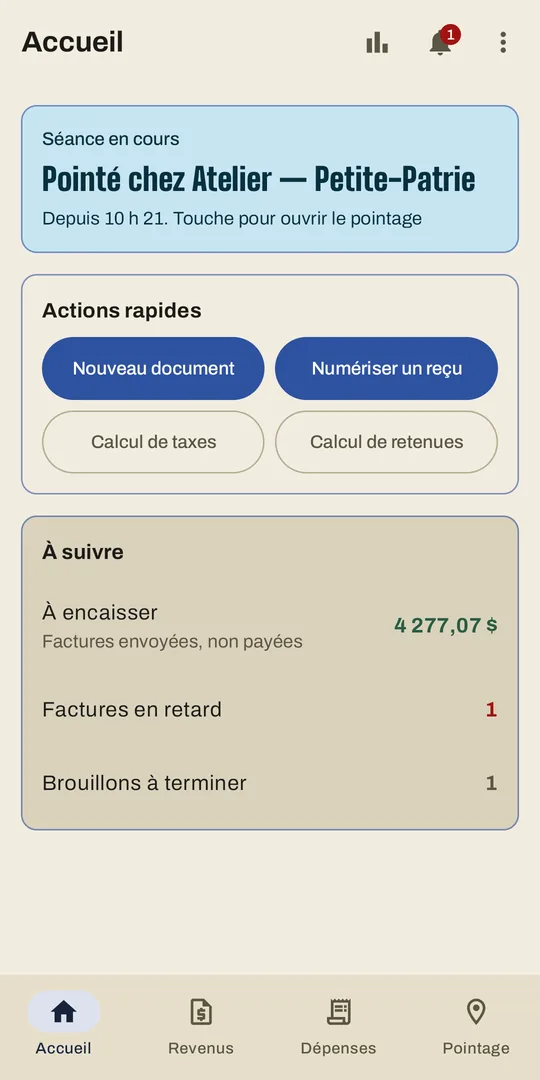 Accueil
1
Séance en cours
Pointé chez Atelier — Petite-Patrie
Depuis 10 h 21. Touche pour ouvrir le pointage
Actions rapides
Nouveau document
Numériser un reçu
Calcul de taxes
Calcul de retenues
À suivre
À encaisser
Factures envoyées, non payées
4 277,07 $
Factures en retard
1
Brouillons à terminer
1
Accueil
Revenus
Dépenses
Pointage